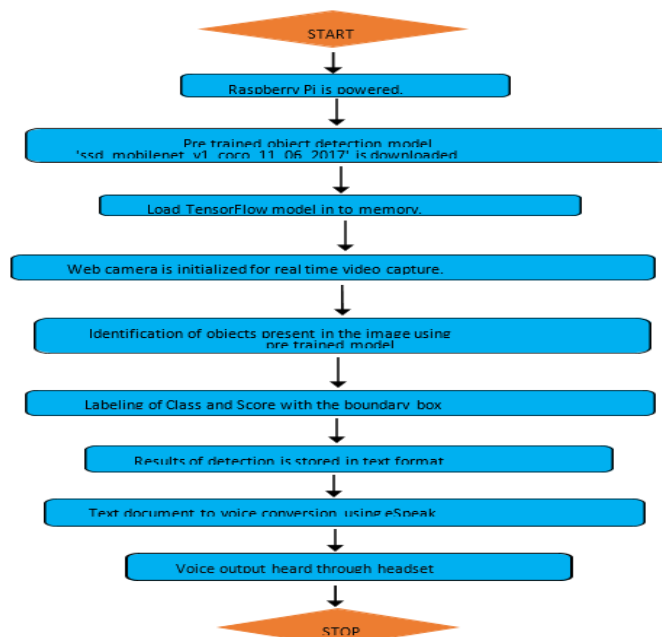 START
Raspberry Pi is powered.
Pre trained object detection model
'ssd_mobilenet_v1_coco_11_06_2017' is downloaded
Load TensorFlow model in to memory.
Web camera is initialized for real time video capture.
Identification of objects present in the image using
pre trained model
Labeling of Class and Score with the boundary box
Results of detection is stored in text format
Text document to voice conversion using eSpeak
Voice output heard through headset
STOP